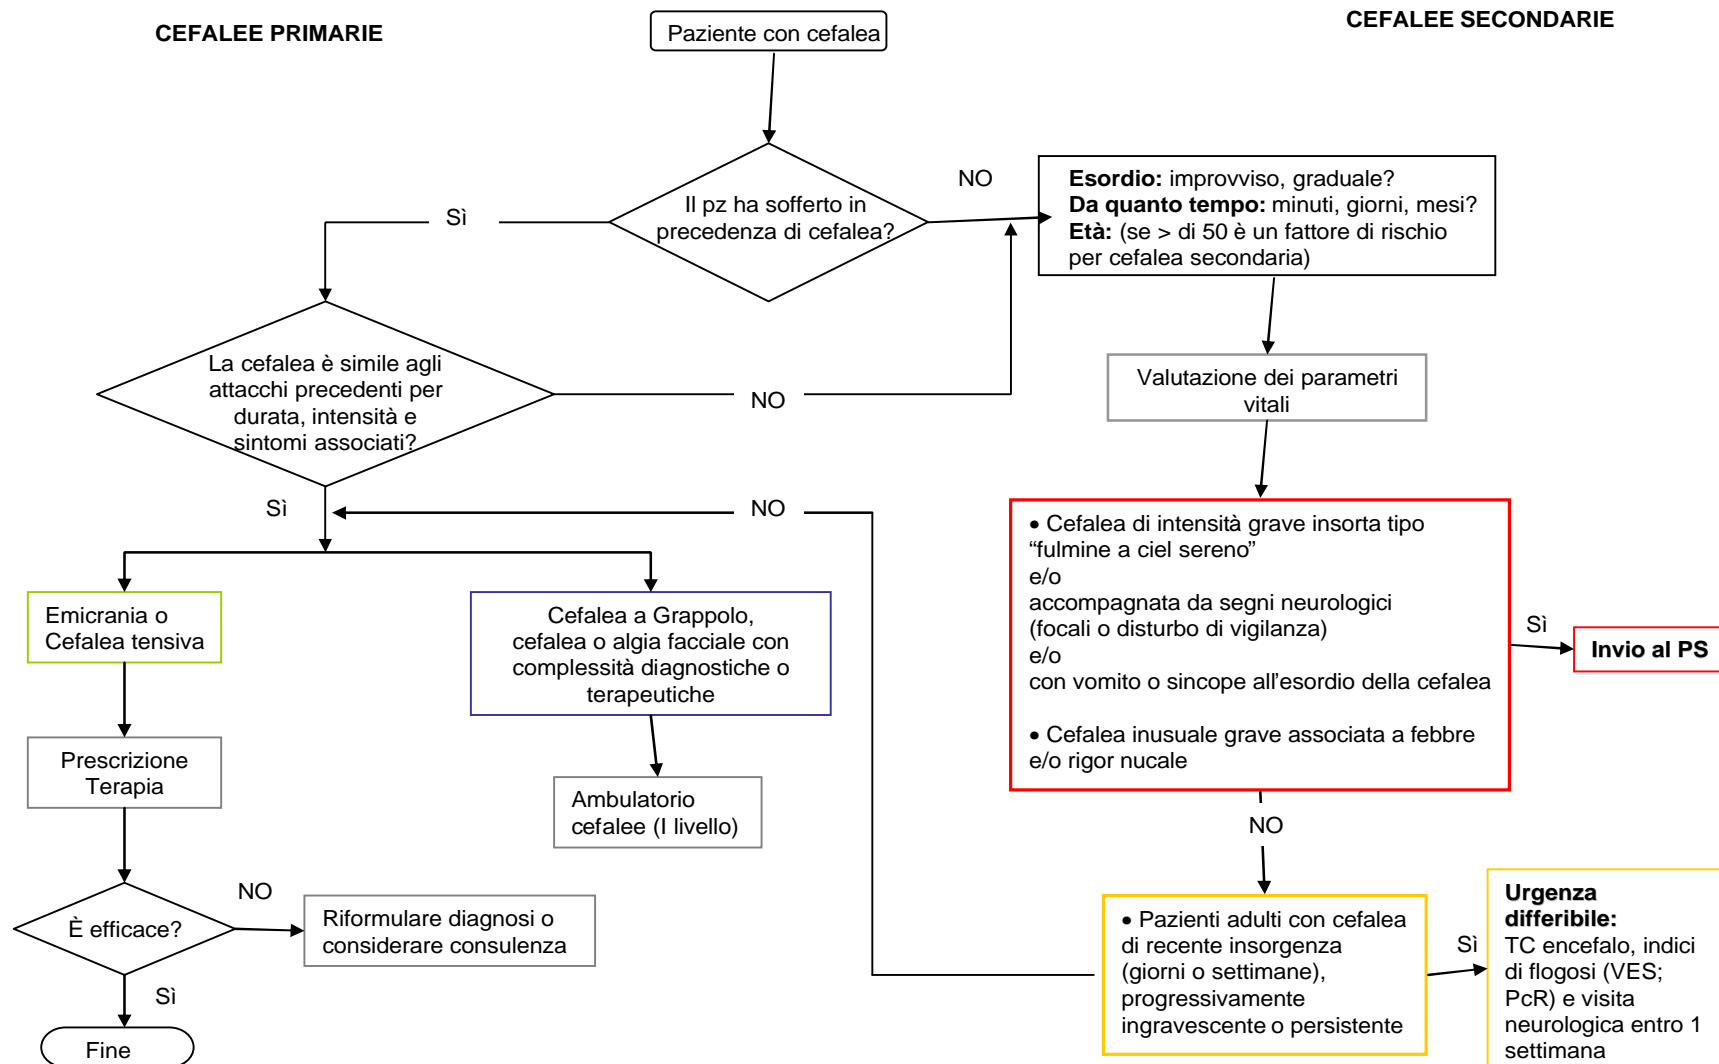 CEFALEE PRIMARIE
Paziente con cefalea
CEFALEE SECONDARIE
Il pz ha sofferto in
precedenza di cefalea?
Sì
NO
Esordio: improvviso, graduale?
Da quanto tempo: minuti, giorni, mesi?
Età: (se > di 50 è un fattore di rischio
per cefalea secondaria)
La cefalea è simile agli
attacchi precedenti per
durata, intensità e
sintomi associati?
NO
Valutazione dei parametri
vitali
Sì
NO
• Cefalea di intensità grave insorta tipo
“fulmine a ciel sereno”
e/o
accompagnata da segni neurologici
(focali o disturbo di vigilanza)
e/o
con vomito o sincope all’esordio della cefalea
• Cefalea inusuale grave associata a febbre
e/o rigor nucale
Sì
Invio al PS
Emicrania o
Cefalea tensiva
Cefalea a Grappolo,
cefalea o algia facciale con
complessità diagnostiche o
terapeutiche
Prescrizione
Terapia
Ambulatorio
cefalee (I livello)
NO
È efficace?
NO
Riformulare diagnosi o
considerare consulenza
Sì
Fine
• Pazienti adulti con cefalea
di recente insorgenza
(giorni o settimane),
progressivamente
ingravescente o persistente
Sì
Urgenza
differibile:
TC encefalo, indici
di flogosi (VES;
PcR) e visita
neurologica entro 1
settimana